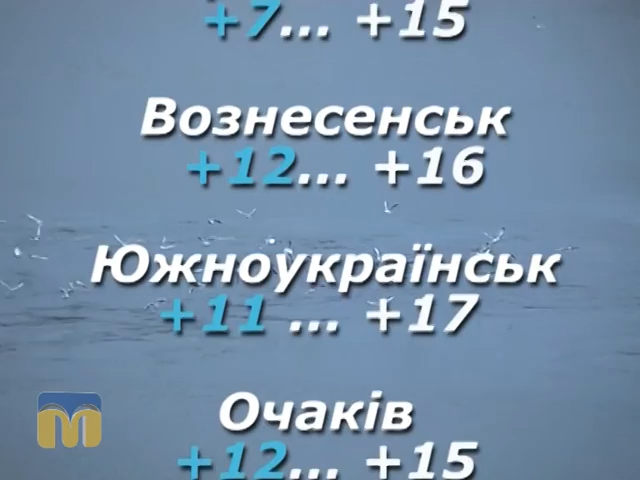 +7... +15
Вознесенськ
+12... +16
Южноукраїнськ
+11 ... +17
Очаків
+12... +15
M